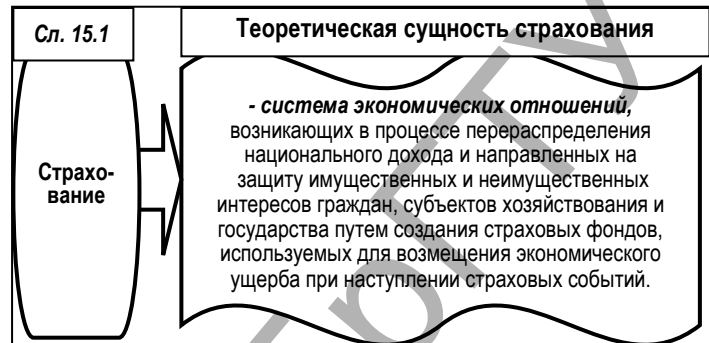 Сл. 15.1
Теоретическая сущность страхования
Страхо-
вание
- система экономических отношений,
возникающих в процессе перераспределения
национального дохода и направленных на
защиту имущественных и неимущественных
интересов граждан, субъектов хозяйствования и
государства путем создания страховых фондов,
используемых для возмещения экономического
ущерба при наступлении страховых событий.